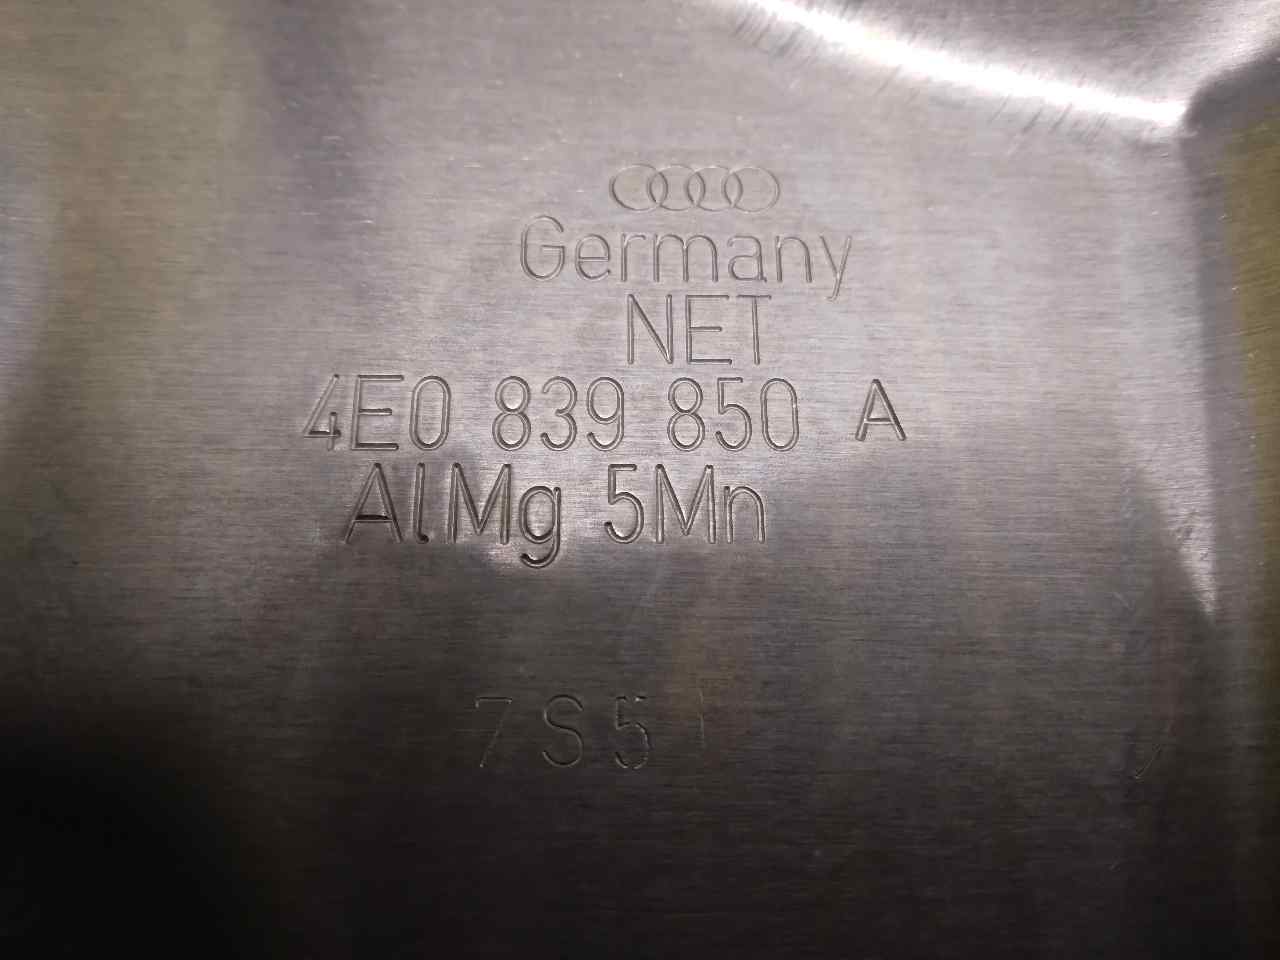 Germany
NET
4E0 839 850 A
AlMg 5Mn
7S5